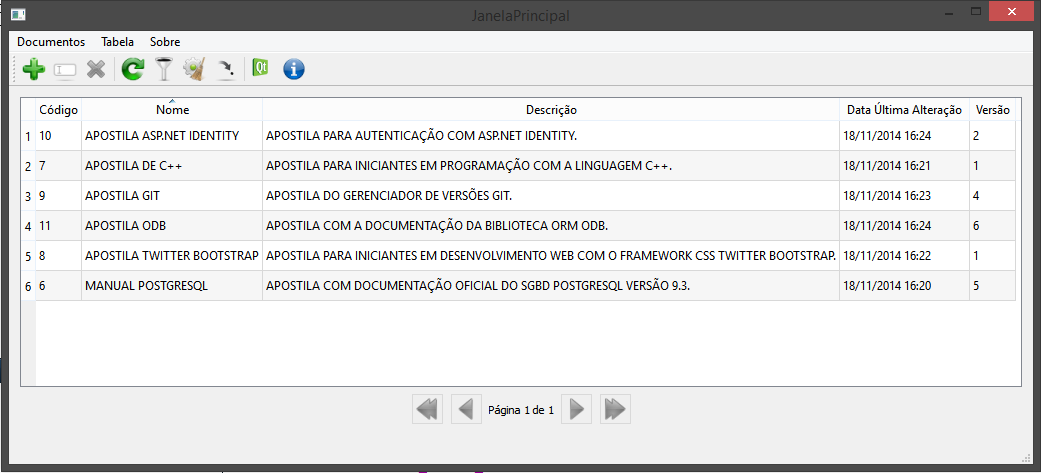 JanelaPrincipal
Documentos Tabela Sobre
Qt
Código Nome Descrição Data Última Alteração Versão
1 10 APOSTILA ASP.NET IDENTITY APOSTILA PARA AUTENTICAÇÃO COM ASP.NET IDENTITY. 18/11/2014 16:24 2
2 7 APOSTILA DE C++ APOSTILA PARA INICIANTES EM PROGRAMAÇÃO COM A LINGUAGEM C++. 18/11/2014 16:21 1
3 9 APOSTILA GIT APOSTILA DO GERENCIADOR DE VERSÕES GIT. 18/11/2014 16:23 4
4 11 APOSTILA ODB APOSTILA COM A DOCUMENTAÇÃO DA BIBLIOTECA ORM ODB. 18/11/2014 16:24 6
5 8 APOSTILA TWITTER BOOTSTRAP APOSTILA PARA INICIANTES EM DESENVOLVIMENTO WEB COM O FRAMEWORK CSS TWITTER BOOTSTRAP. 18/11/2014 16:22 1
6 6 MANUAL POSTGRESQL APOSTILA COM DOCUMENTAÇÃO OFICIAL DO SGBD POSTGRESQL VERSÃO 9.3. 18/11/2014 16:20 5
Página 1 de 1